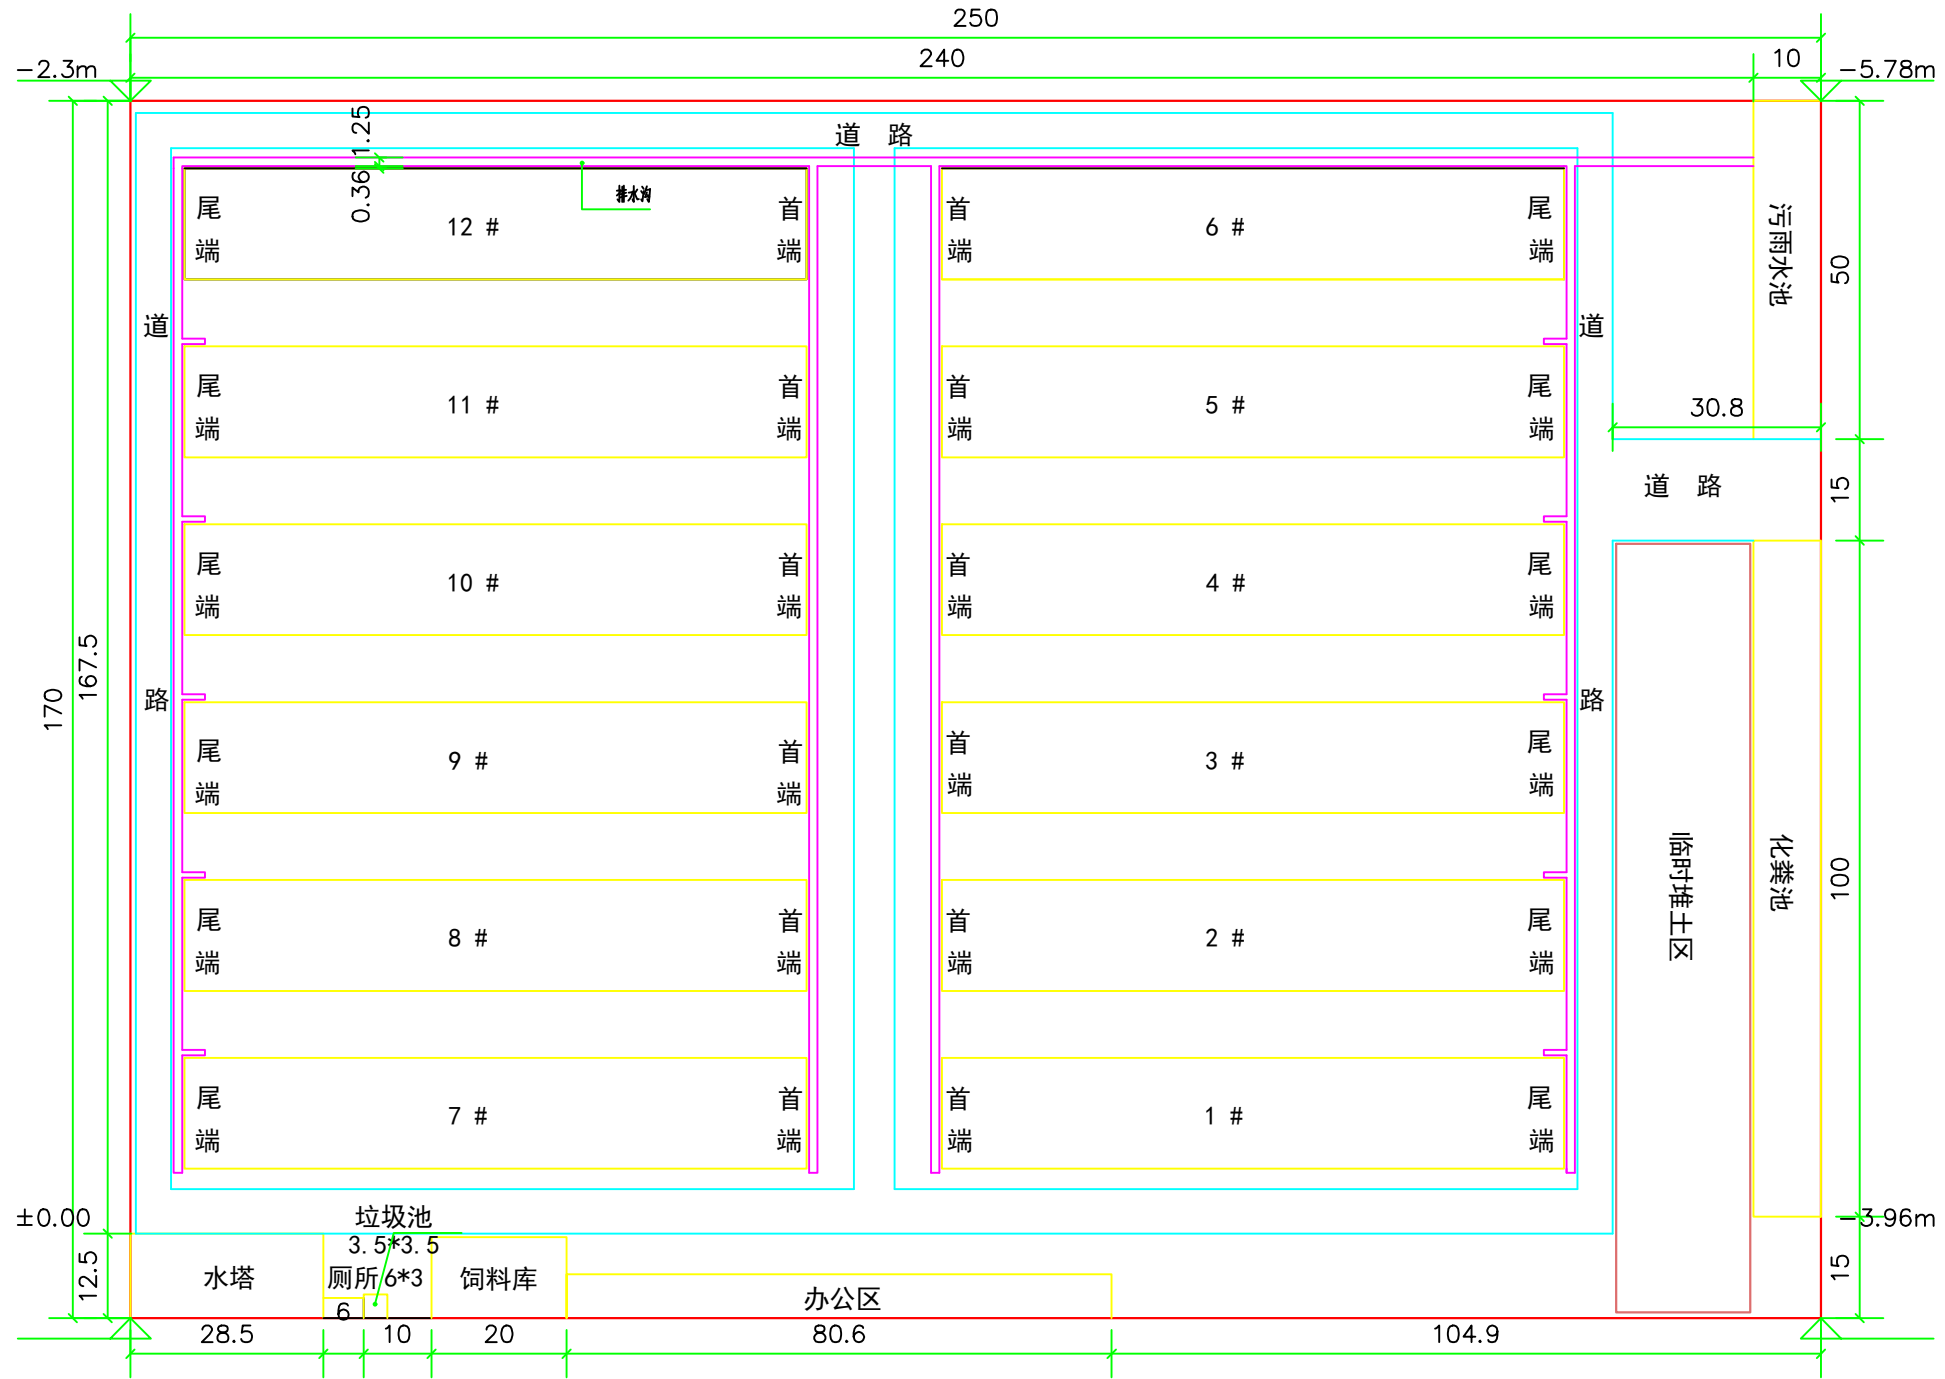 250
240
10
-2.3m
-5.78m
1.25
0.36
道 路
排水沟
尾端
12 #
首端
首端
6 #
尾端
污雨水池
50
道
道
尾端
11 #
首端
首端
5 #
尾端
30.8
道 路
15
尾端
10 #
首端
首端
4 #
尾端
167.5
170
路
路
尾端
9 #
首端
首端
3 #
尾端
临时堆土区
化粪池
100
尾端
8 #
首端
首端
2 #
尾端
尾端
7 #
首端
首端
1 #
尾端
±0.00
-3.96m
垃圾池
3.5*3.5
12.5
水塔
厕所 6*3
饲料库
办公区
15
6
28.5
10
20
80.6
104.9